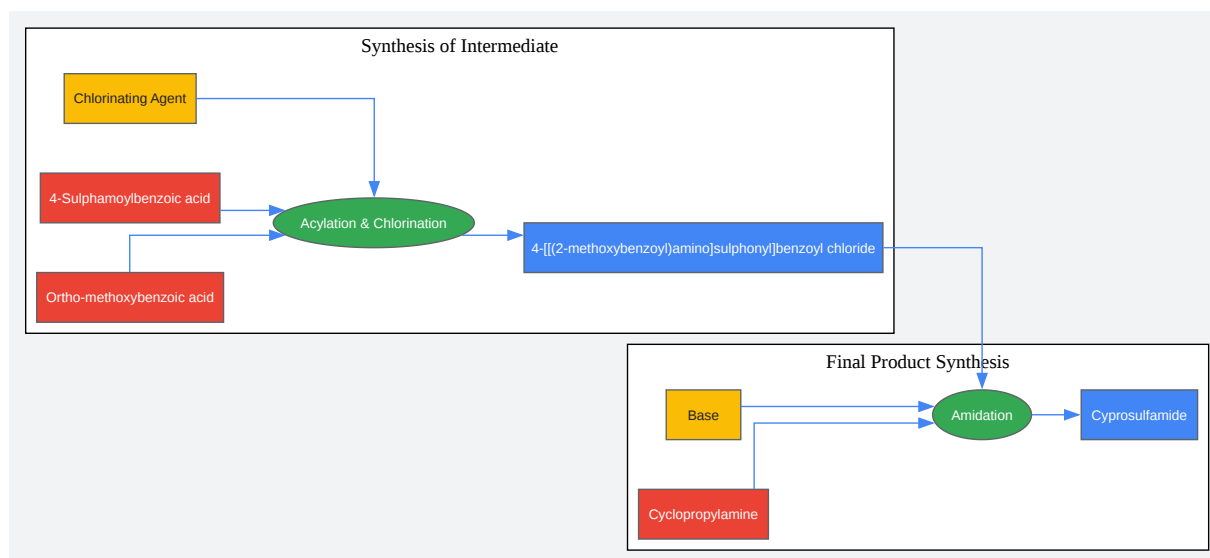 Synthesis of Intermediate
Chlorinating Agent
4-Sulphamoylbenzoic acid
Acylation & Chlorination
4-[[(2-methoxybenzoyl)amino]sulphonyl]benzoyl chloride
Ortho-methoxybenzoic acid
Final Product Synthesis
Base
Amidation
Cyprosulfamide
Cyclopropylamine